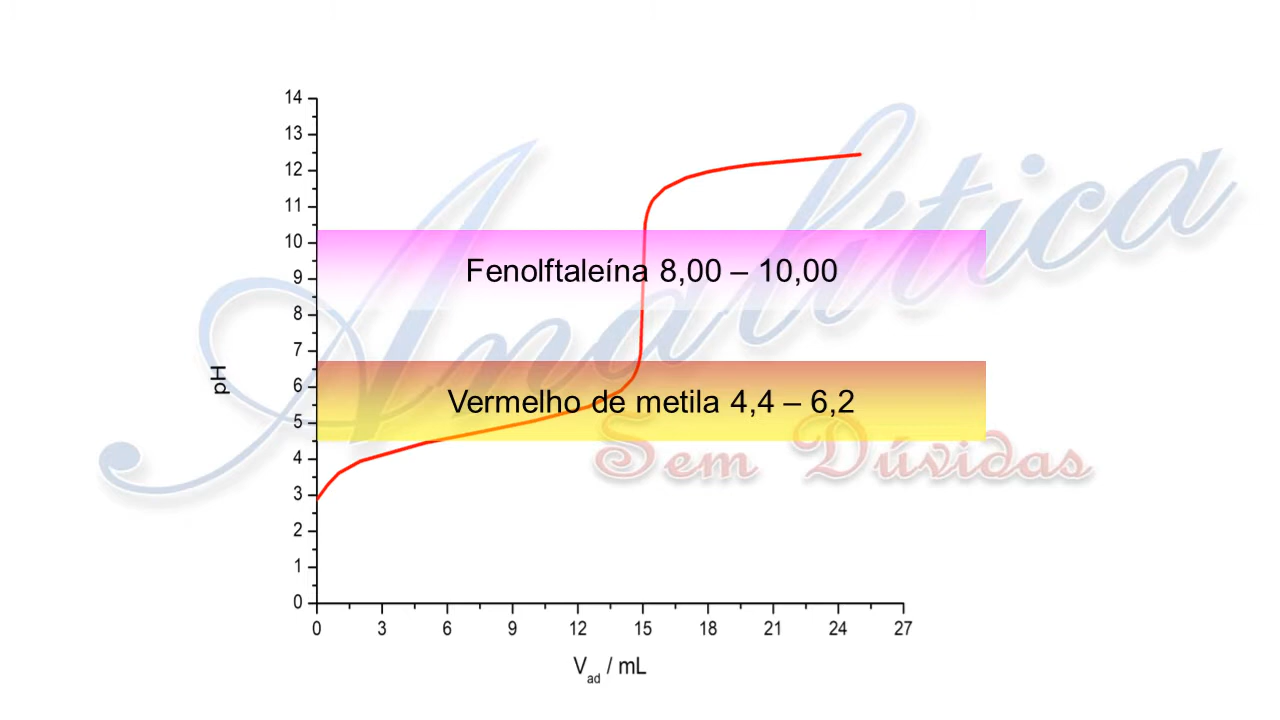 Analítica
Sem Dúvidas
14
13
12
11
10
9
8
7
6
5
4
3
2
1
0
pH
Fenolftaleína 8,00 – 10,00
Vermelho de metila 4,4 – 6,2
0 3 6 9 12 15 18 21 24 27
Vad / mL